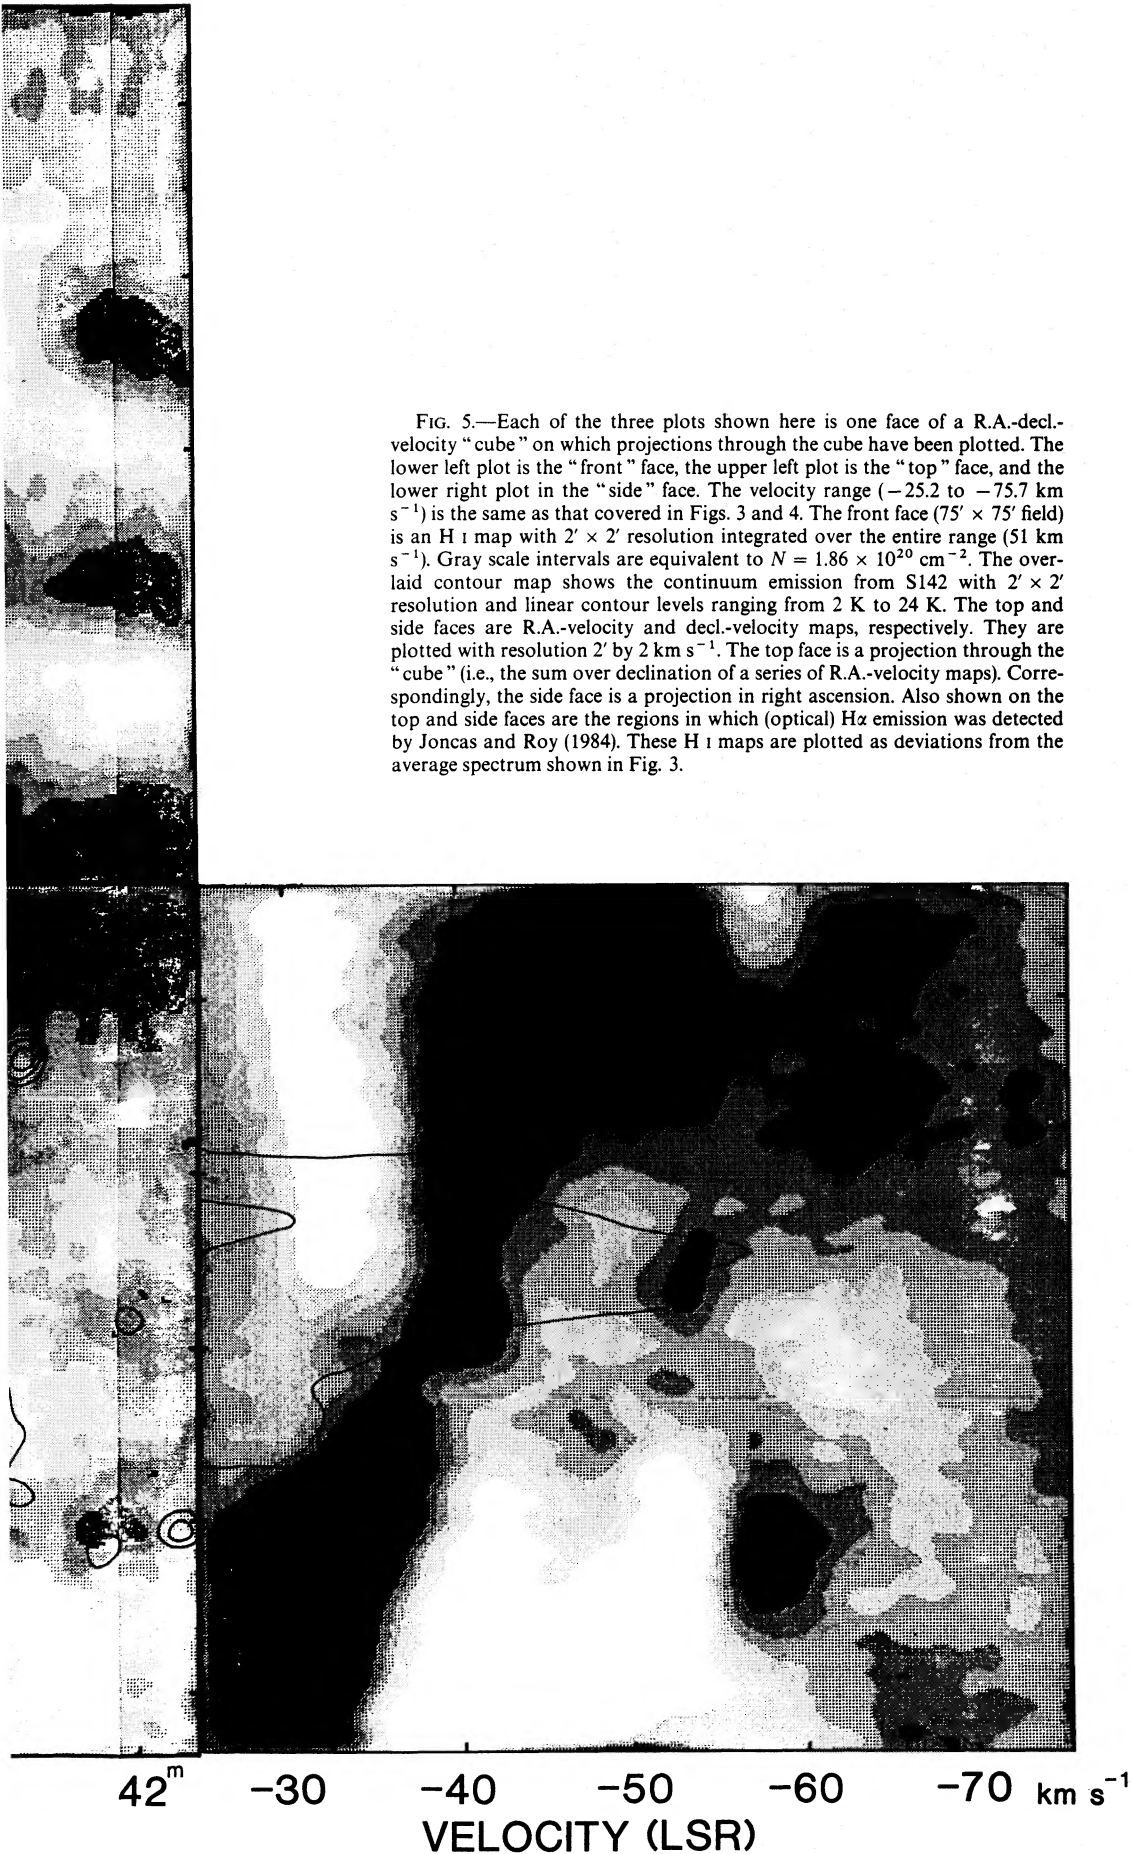 FIG. 5.—Each of the three plots shown here is one face of a R.A.-decl.-
velocity “cube” on which projections through the cube have been plotted. The
lower left plot is the “front” face, the upper left plot is the “top” face, and the
lower right plot in the “side” face. The velocity range (−25.2 to −75.7 km
s⁻¹) is the same as that covered in Figs. 3 and 4. The front face (75′ × 75′ field)
is an H I map with 2′ × 2′ resolution integrated over the entire range (51 km
s⁻¹). Gray scale intervals are equivalent to N = 1.86 × 10²⁰ cm⁻². The over-
laid contour map shows the continuum emission from S142 with 2′ × 2′
resolution and linear contour levels ranging from 2 K to 24 K. The top and
side faces are R.A.-velocity and decl.-velocity maps, respectively. They are
plotted with resolution 2′ by 2 km s⁻¹. The top face is a projection through the
“cube” (i.e., the sum over declination of a series of R.A.-velocity maps). Corre-
spondingly, the side face is a projection in right ascension. Also shown on the
top and side faces are the regions in which (optical) Hα emission was detected
by Joncas and Roy (1984). These H I maps are plotted as deviations from the
average spectrum shown in Fig. 3.
42ᵐ −30 −40 −50 −60 −70 km s⁻¹
VELOCITY (LSR)